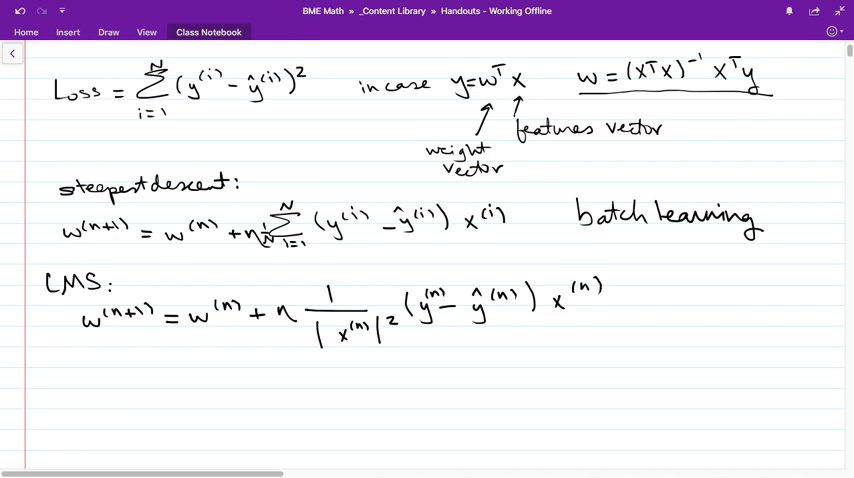 BME Math » _Content Library » Handouts - Working Offline
Home Insert Draw View Class Notebook
Loss = Σ_{i=1}^{N} (y^(i) - ŷ^(i))² in case y = w^T x w = (X^T X)^-1 X^T y
features vector
weight
vector
steepest descent:
w^(n+1) = w^(n) + η 1/N Σ_{i=1}^{N} (y^(i) - ŷ^(i)) x^(i) batch learning
LMS:
w^(n+1) = w^(n) + η 1/|x^(n)|² (y^(n) - ŷ^(n)) x^(n)